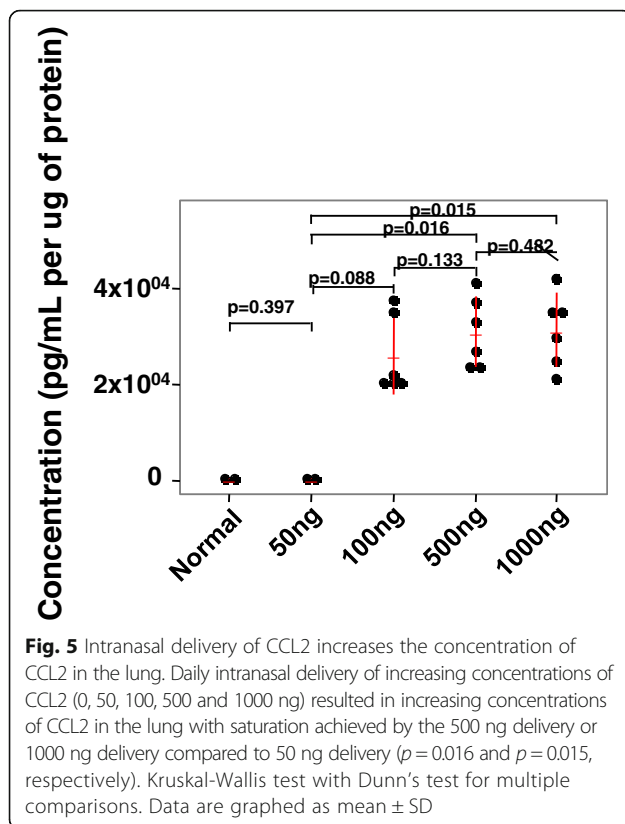 Concentration (pg/mL per ug of protein)
p=0.015
p=0.016
p=0.482
p=0.133
p=0.088
p=0.397
4x10⁰⁴
2x10⁰⁴
0
Normal
50ng
100ng
500ng
1000ng
Fig. 5 Intranasal delivery of CCL2 increases the concentration of
CCL2 in the lung. Daily intranasal delivery of increasing concentrations of
CCL2 (0, 50, 100, 500 and 1000 ng) resulted in increasing concentrations
of CCL2 in the lung with saturation achieved by the 500 ng delivery or
1000 ng delivery compared to 50 ng delivery (p = 0.016 and p = 0.015,
respectively). Kruskal-Wallis test with Dunn's test for multiple
comparisons. Data are graphed as mean ± SD